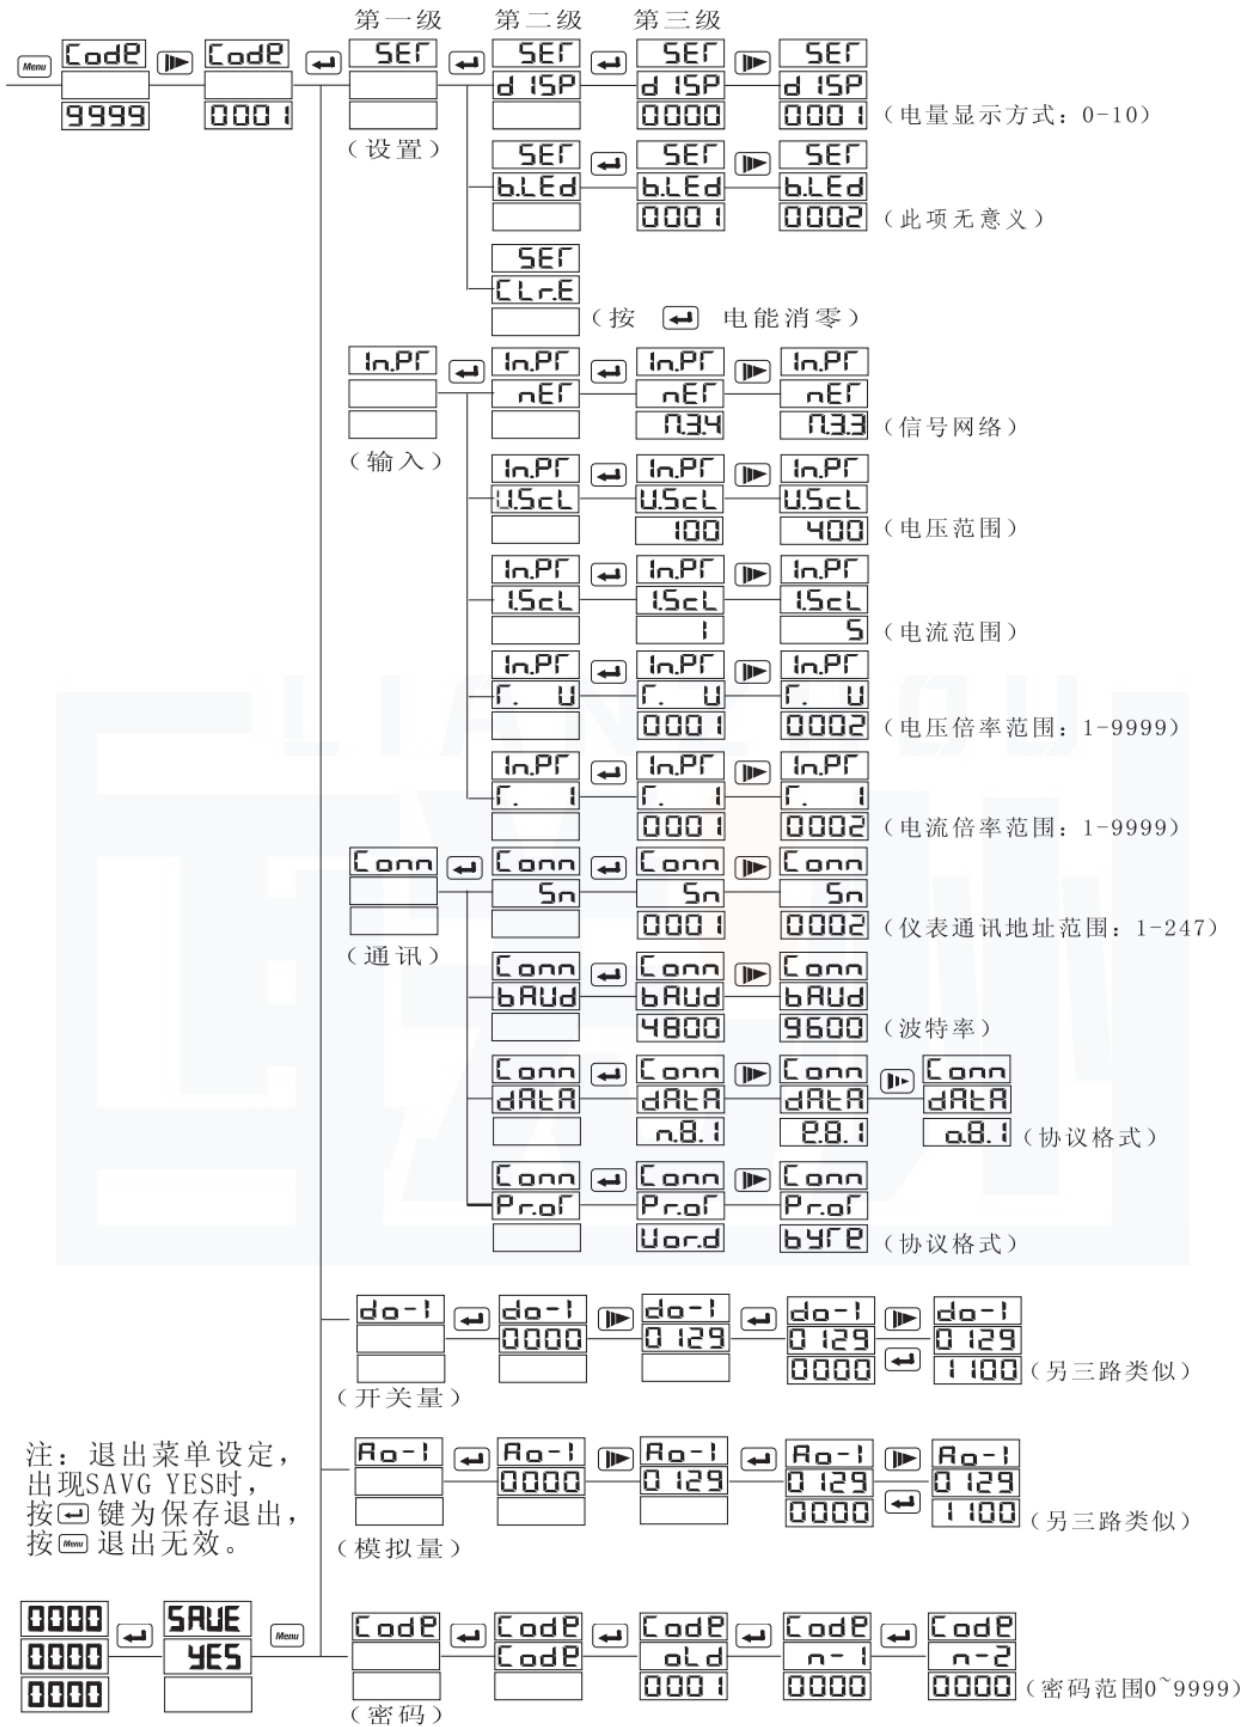 第一级 第二级 第三级
Code Code SET SET SET SET
Menu
dISP dISP dISP
9999 0001 0000 0001 (电量显示方式: 0-10)
(设置)
SET SET SET
b.LEd b.LEd b.LEd
0001 0002 (此项无意义)
SET
CLr.E
(按 电能消零)
In.PT In.PT In.PT In.PT
nET nET nET
n.3.4 n.3.3 (信号网络)
(输入)
In.PT In.PT In.PT
U.ScL U.ScL U.ScL
100 400 (电压范围)
In.PT In.PT In.PT
I.ScL I.ScL I.ScL
1 5 (电流范围)
In.PT In.PT In.PT
T. U T. U T. U
0001 0002 (电压倍率范围: 1-9999)
In.PT In.PT In.PT
T. I T. I T. I
0001 0002 (电流倍率范围: 1-9999)
Conn Conn Conn Conn
Sn Sn Sn
0001 0002 (仪表通讯地址范围: 1-247)
(通讯)
Conn Conn Conn
bAUd bAUd bAUd
4800 9600 (波特率)
Conn Conn Conn Conn
dAtA dAtA dAtA dAtA
n.8.1 e.8.1 o.8.1 (协议格式)
Conn Conn Conn
Pr.oT Pr.oT Pr.oT
Uor.d byTe (协议格式)
do-1 do-1 do-1 do-1 do-1
0000 0129 0129 0129
0000 1100 (另三路类似)
(开关量)
Ao-1 Ao-1 Ao-1 Ao-1 Ao-1
0000 0129 0129 0129
0000 1100 (另三路类似)
(模拟量)
注: 退出菜单设定,
出现SAVG YES时,
按 键为保存退出,
按 Menu 退出无效。
0000 SAVE Menu Code Code Code Code Code
0000 YES Code oLd n-1 n-2
0000 0001 0000 0000 (密码范围0~9999)
(密码)
LIANZHOU